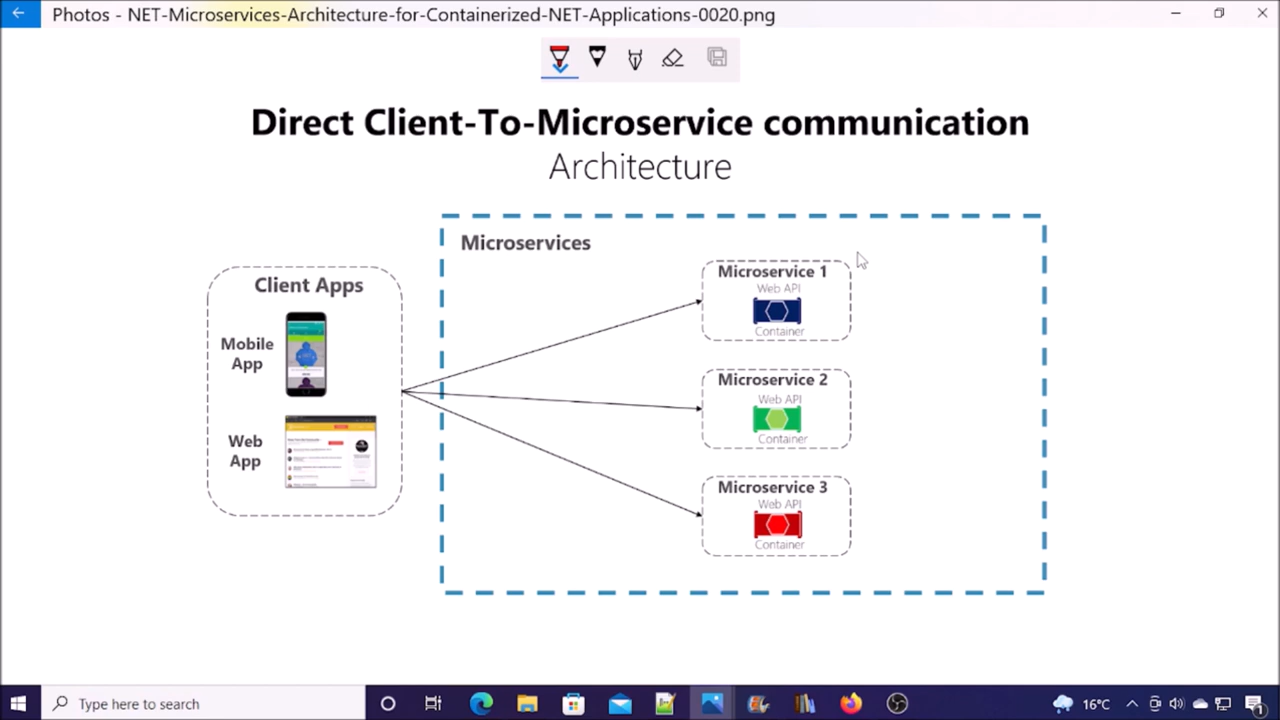 Photos - NET-Microservices-Architecture-for-Containerized-NET-Applications-0020.png
Direct Client-To-Microservice communication
Architecture
Microservices
Client Apps
Mobile
App
Web
App
Microservice 1
Web API
Container
Microservice 2
Web API
Container
Microservice 3
Web API
Container
Type here to search
16°C
1